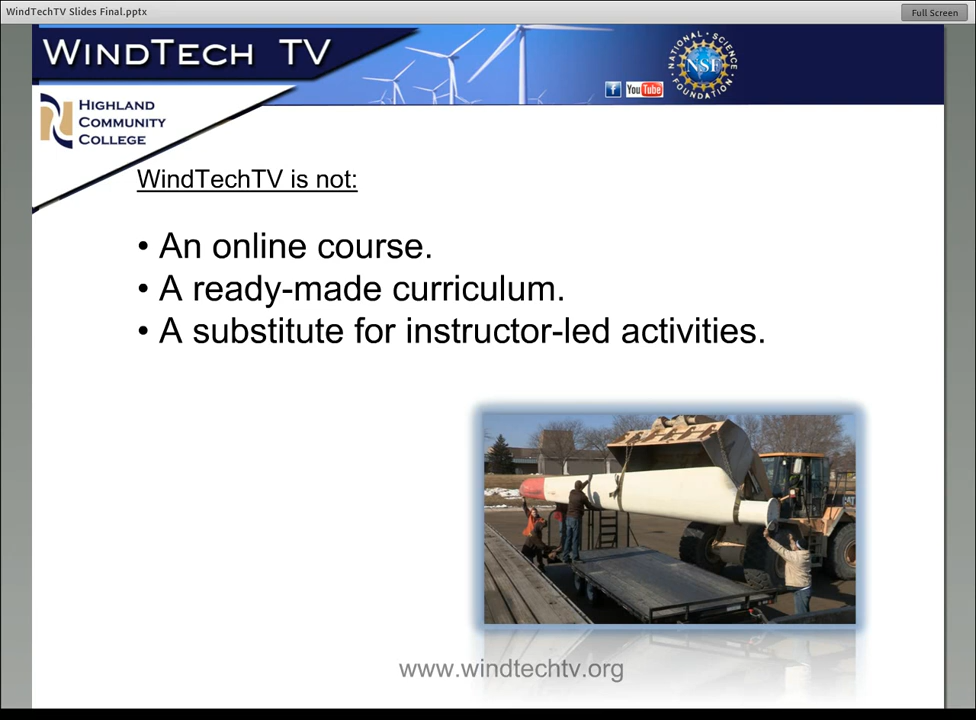 WindTechTV Slides Final.pptx
Full Screen
WINDTECH TV
f You Tube
NATIONAL SCIENCE FOUNDATION
NSF
HIGHLAND
COMMUNITY
COLLEGE
WindTechTV is not:
• An online course.
• A ready-made curriculum.
• A substitute for instructor-led activities.
CAT
www.windtechtv.org